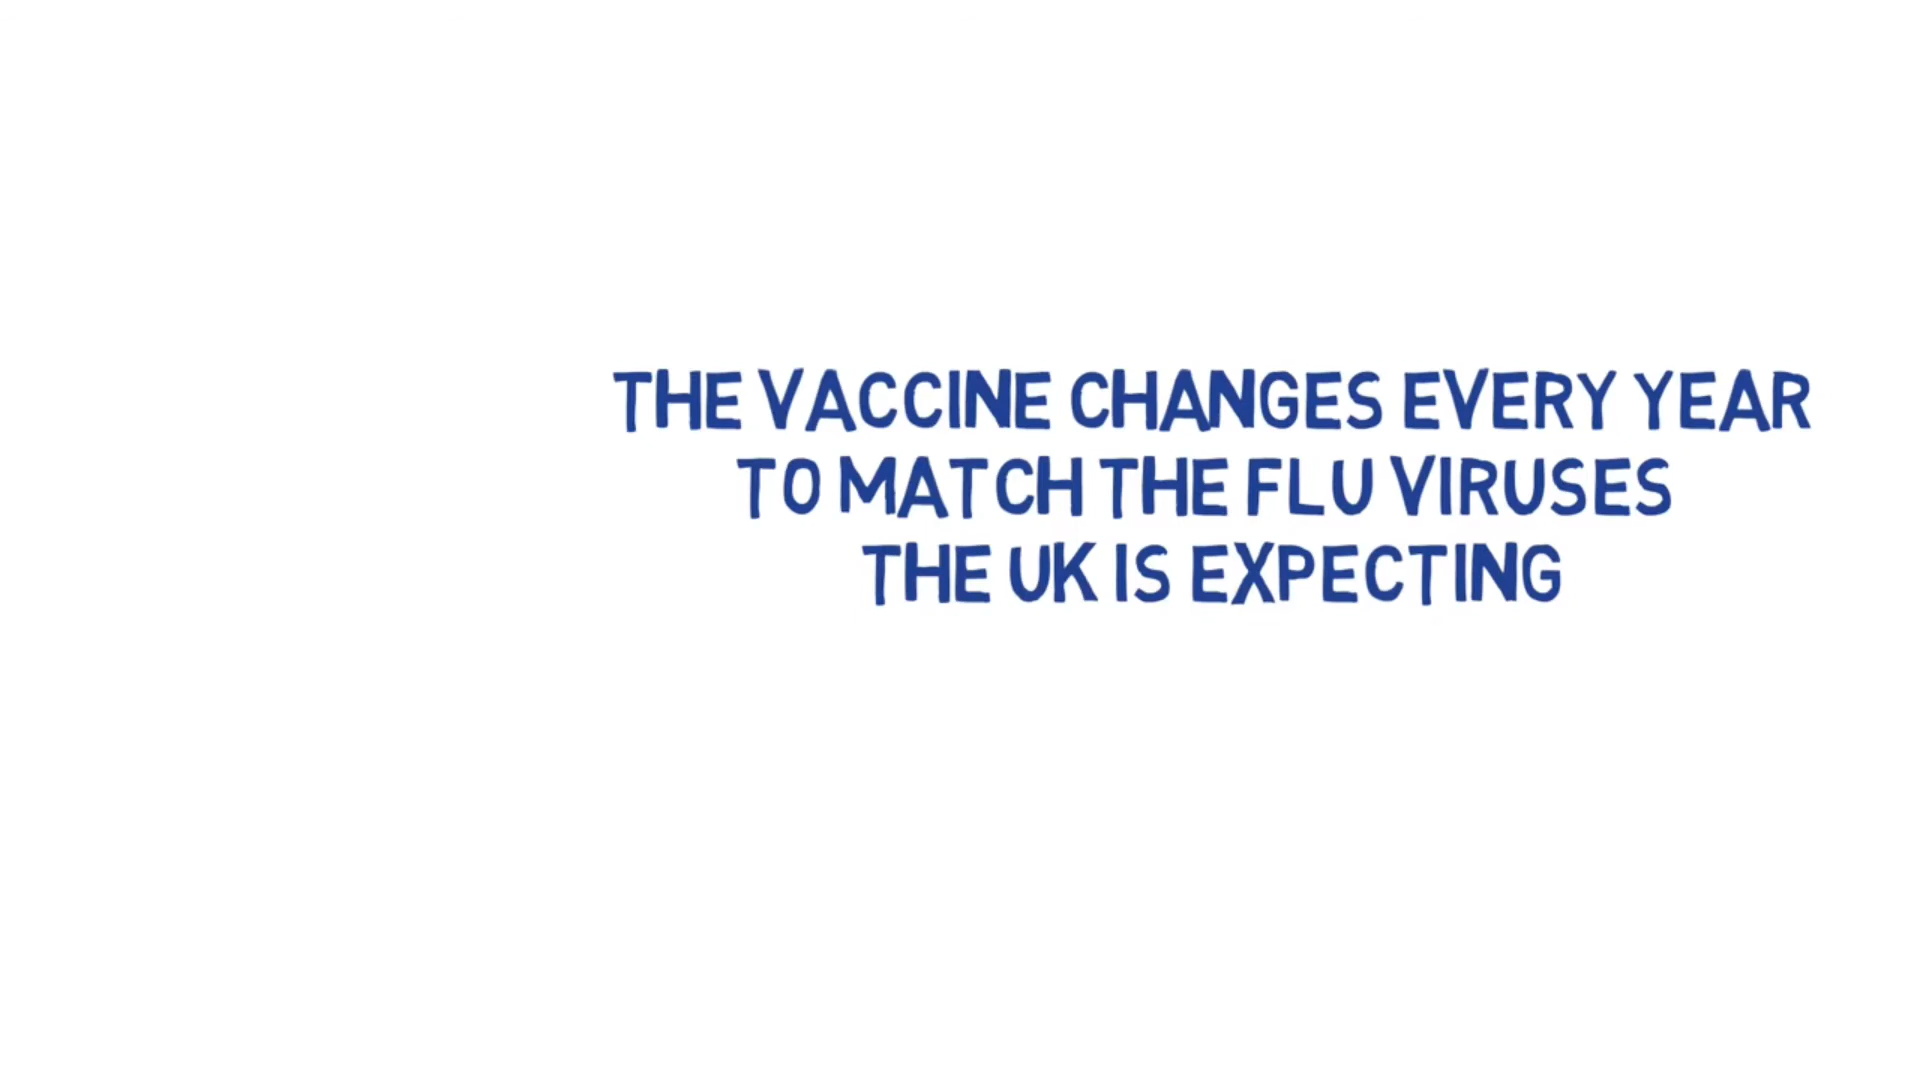 THE VACCINE CHANGES EVERY YEAR
TO MATCH THE FLU VIRUSES
THE UK IS EXPECTING